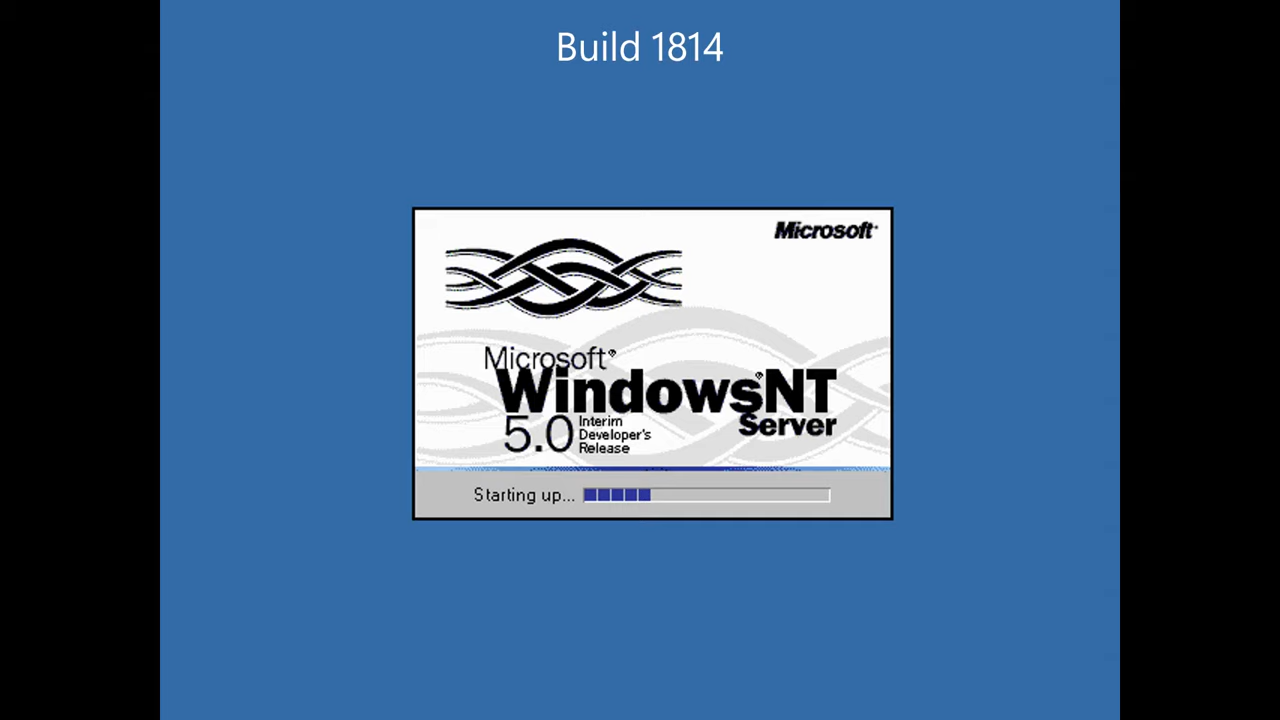 Build 1814
Microsoft
Microsoft
WindowsNT
Server
5.0 Interim
Developer's
Release
Starting up...